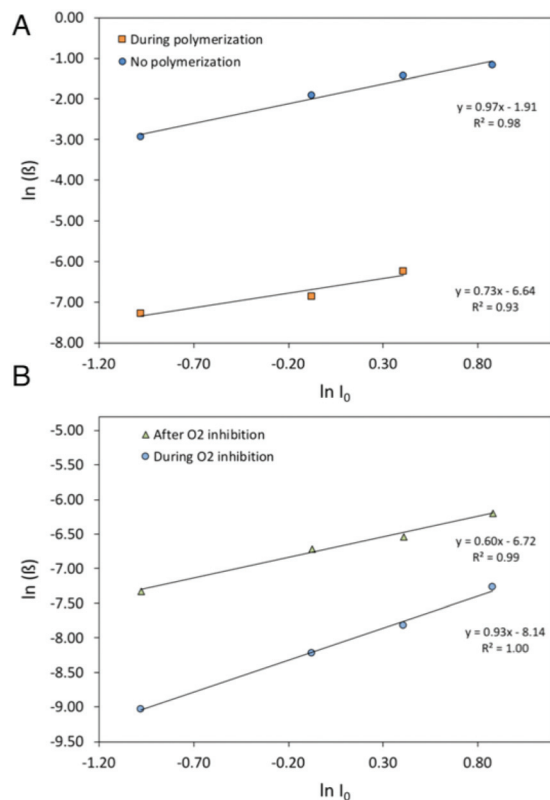 A
0.00
-1.00
-2.00
-3.00
-4.00
-5.00
-6.00
-7.00
-8.00
During polymerization
No polymerization
y = 0.97x - 1.91
R² = 0.98
y = 0.73x - 6.64
R² = 0.93
ln (ß)
-1.20 -0.70 -0.20 0.30 0.80
ln I₀
B
-5.00
-5.50
-6.00
-6.50
-7.00
-7.50
-8.00
-8.50
-9.00
-9.50
After O2 inhibition
During O2 inhibition
y = 0.60x - 6.72
R² = 0.99
y = 0.93x - 8.14
R² = 1.00
ln (ß)
-1.20 -0.70 -0.20 0.30 0.80
ln I₀